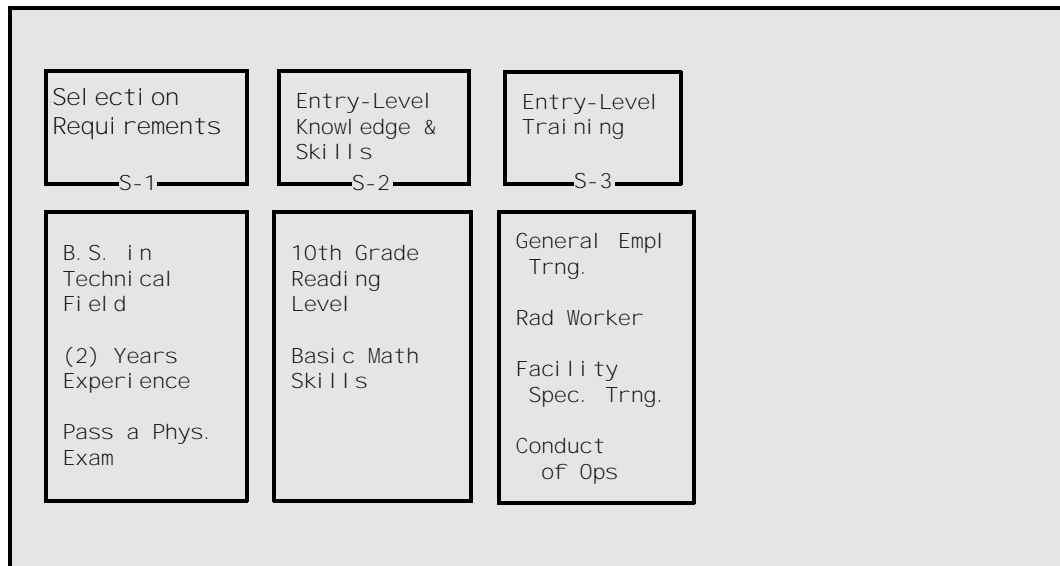 Selection
Requirements
S-1
Entry-Level
Knowledge &
Skills
S-2
Entry-Level
Training
S-3
B.S. in
Technical
Field
(2) Years
Experience
Pass a Phys.
Exam
10th Grade
Reading
Level
Basic Math
Skills
General Empl
Trng.
Rad Worker
Facility
Spec. Trng.
Conduct
of Ops